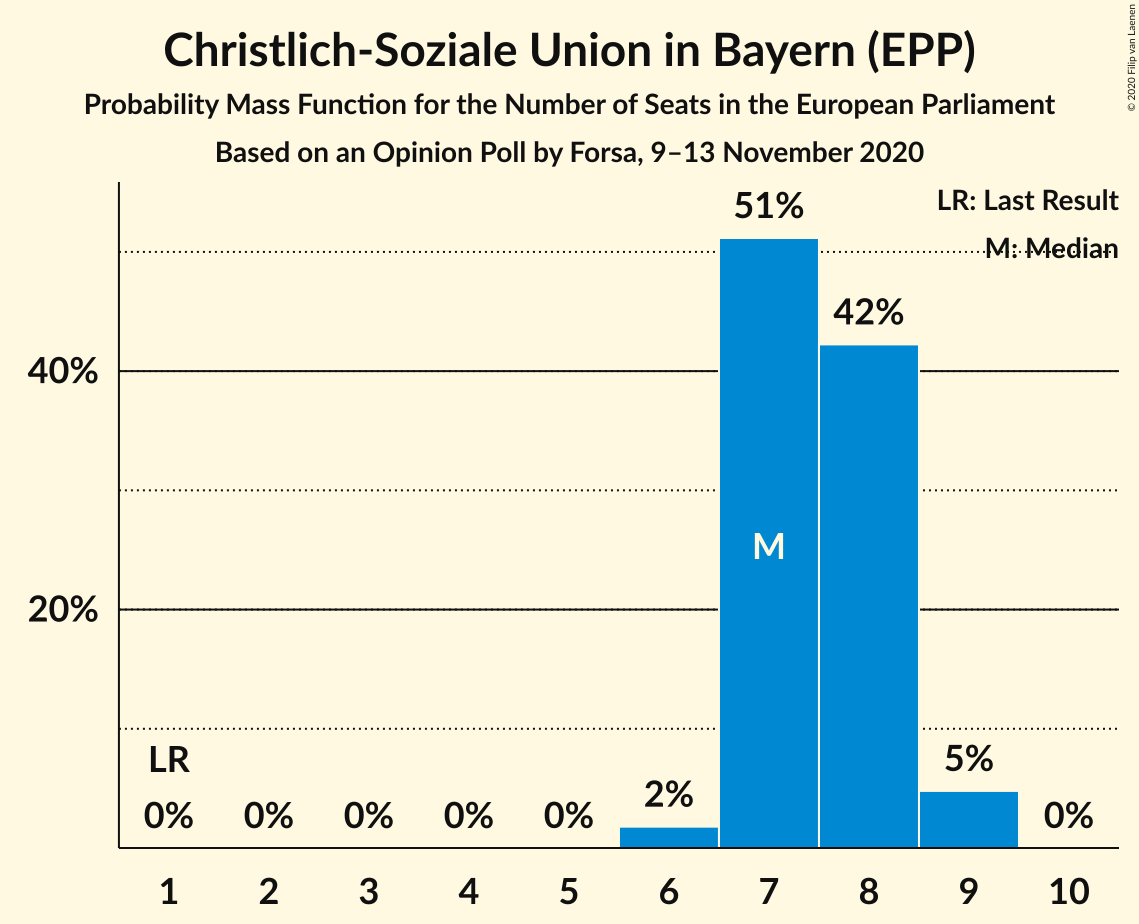 Christlich-Soziale Union in Bayern (EPP)
Probability Mass Function for the Number of Seats in the European Parliament
Based on an Opinion Poll by Forsa, 9–13 November 2020
© 2020 Filip van Laenen
LR: Last Result
M: Median
51%
42%
40%
M
20%
LR
5%
2%
0% 0% 0% 0% 0% 0%
1 2 3 4 5 6 7 8 9 10